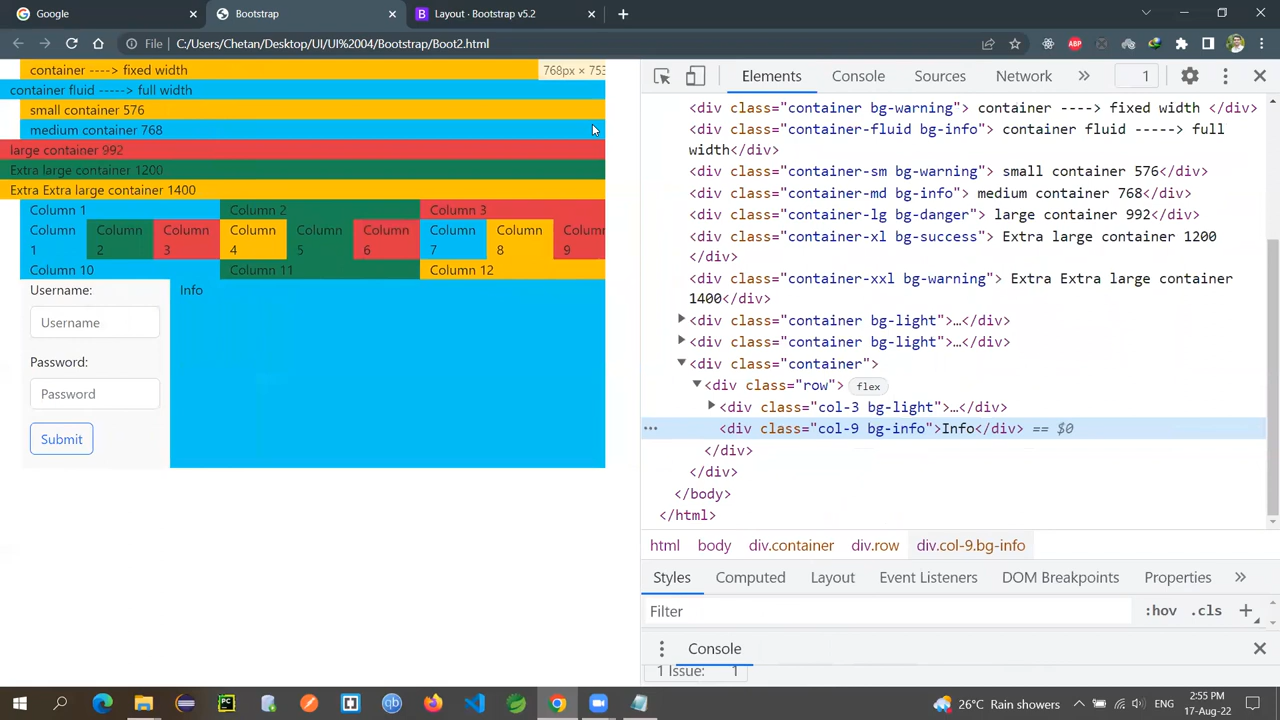 Google
Bootstrap
Layout · Bootstrap v5.2
File
C:/Users/Chetan/Desktop/UI/UI%2004/Bootstrap/Boot2.html
ABP
container ----> fixed width
768px × 753
container fluid -----> full width
small container 576
medium container 768
large container 992
Extra large container 1200
Extra Extra large container 1400
Column 1 Column 2 Column 3
Column 1 Column 2 Column 3 Column 4 Column 5 Column 6 Column 7 Column 8 Column 9
Column 10 Column 11 Column 12
Username:
Info
Username
Password:
Password
Submit
Elements Console Sources Network » 1
<div class="container bg-warning"> container ----> fixed width </div>
<div class="container-fluid bg-info"> container fluid -----> full
width</div>
<div class="container-sm bg-warning"> small container 576</div>
<div class="container-md bg-info"> medium container 768</div>
<div class="container-lg bg-danger"> large container 992</div>
<div class="container-xl bg-success"> Extra large container 1200
</div>
<div class="container-xxl bg-warning"> Extra Extra large container
1400</div>
<div class="container bg-light">…</div>
<div class="container bg-light">…</div>
<div class="container">
<div class="row"> flex
<div class="col-3 bg-light">…</div>
<div class="col-9 bg-info">Info</div> == $0
</div>
</div>
</body>
</html>
html body div.container div.row div.col-9.bg-info
Styles Computed Layout Event Listeners DOM Breakpoints Properties »
Filter
:hov .cls +
Console
1 Issue: 1
26°C Rain showers
ENG
2:55 PM
17-Aug-22